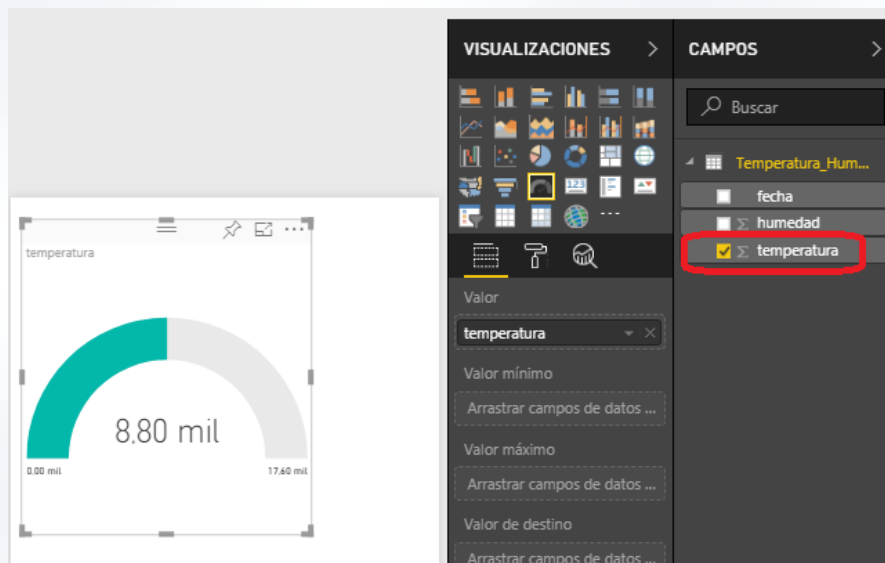 VISUALIZACIONES
CAMPOS
Buscar
Temperatura_Hum...
fecha
Σ humedad
Σ temperatura
123
temperatura
8,80 mil
0,00 mil
17,60 mil
Valor
temperatura
Valor mínimo
Arrastrar campos de datos ...
Valor máximo
Arrastrar campos de datos ...
Valor de destino
Arrastrar campos de datos ...